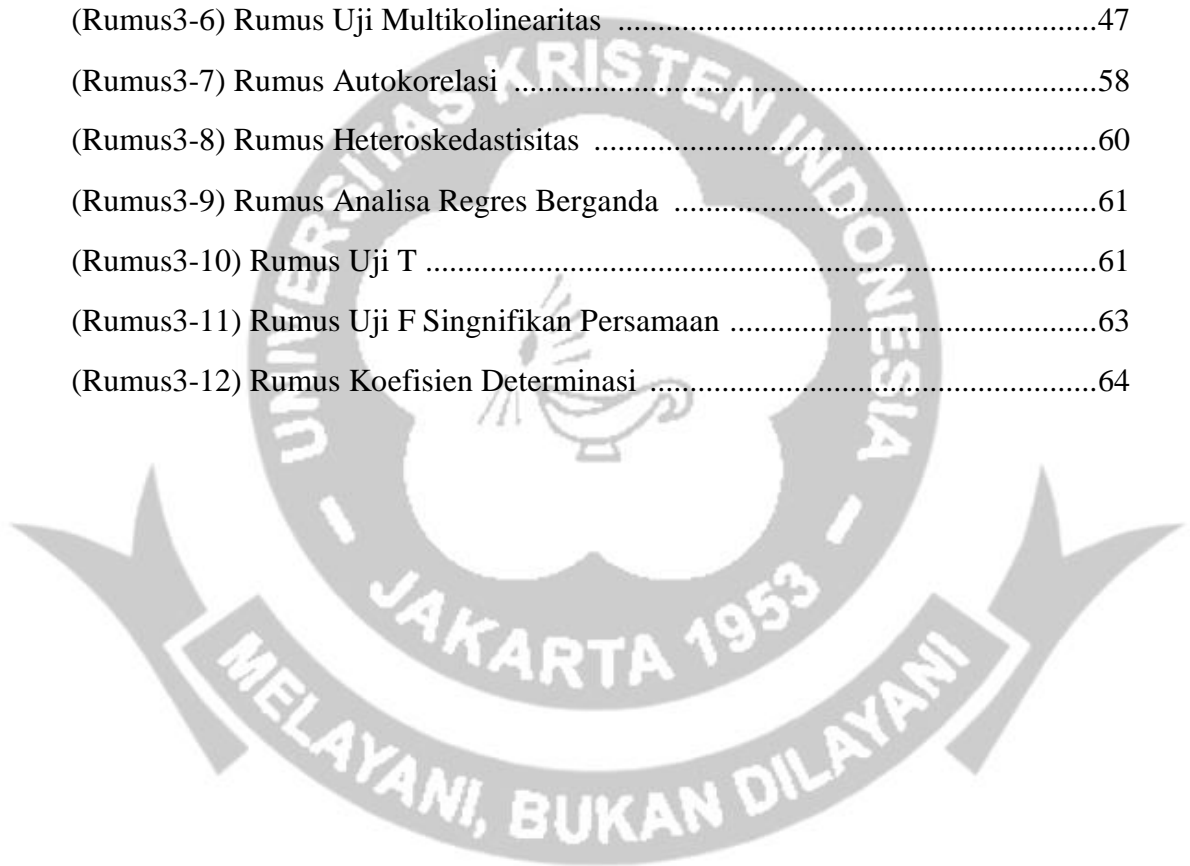 (Rumus3-6) Rumus Uji Multikolinearitas ................................................................47
(Rumus3-7) Rumus Autokorelasi ..............................................................................58
(Rumus3-8) Rumus Heteroskedastisitas ...................................................................60
(Rumus3-9) Rumus Analisa Regres Berganda .........................................................61
(Rumus3-10) Rumus Uji T ........................................................................................61
(Rumus3-11) Rumus Uji F Singnifikan Persamaan ..................................................63
(Rumus3-12) Rumus Koefisien Determinasi ............................................................64
UNIVERSITAS KRISTEN INDONESIA
- JAKARTA 1953 -
MELAYANI, BUKAN DILAYANI